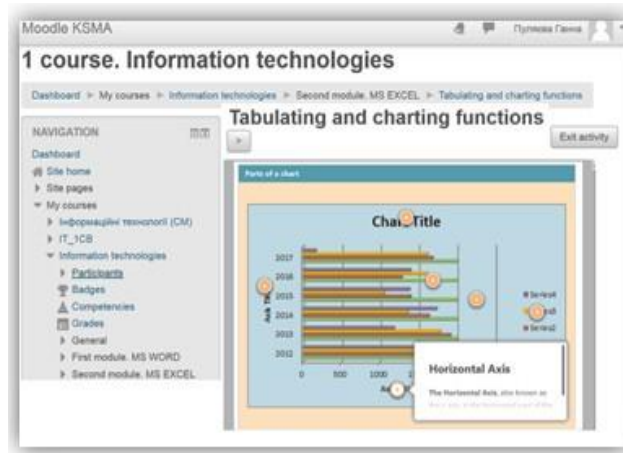 Moodle KSMA
Пуляєва Ганна
1 course. Information technologies
Dashboard ► My courses ► Information technologies ► Second module. MS EXCEL ► Tabulating and charting functions
NAVIGATION
Dashboard
Site home
Site pages
My courses
Інформаційні технології (СМ)
IT_1СВ
Information technologies
Participants
Badges
Competencies
Grades
General
First module. MS WORD
Second module. MS EXCEL
Tabulating and charting functions
Exit activity
Parts of a chart
Chart Title
2017
2016
2015
2014
2013
2012
0 500 1000
Series4
Series2
Horizontal Axis
The Horizontal Axis, also known as